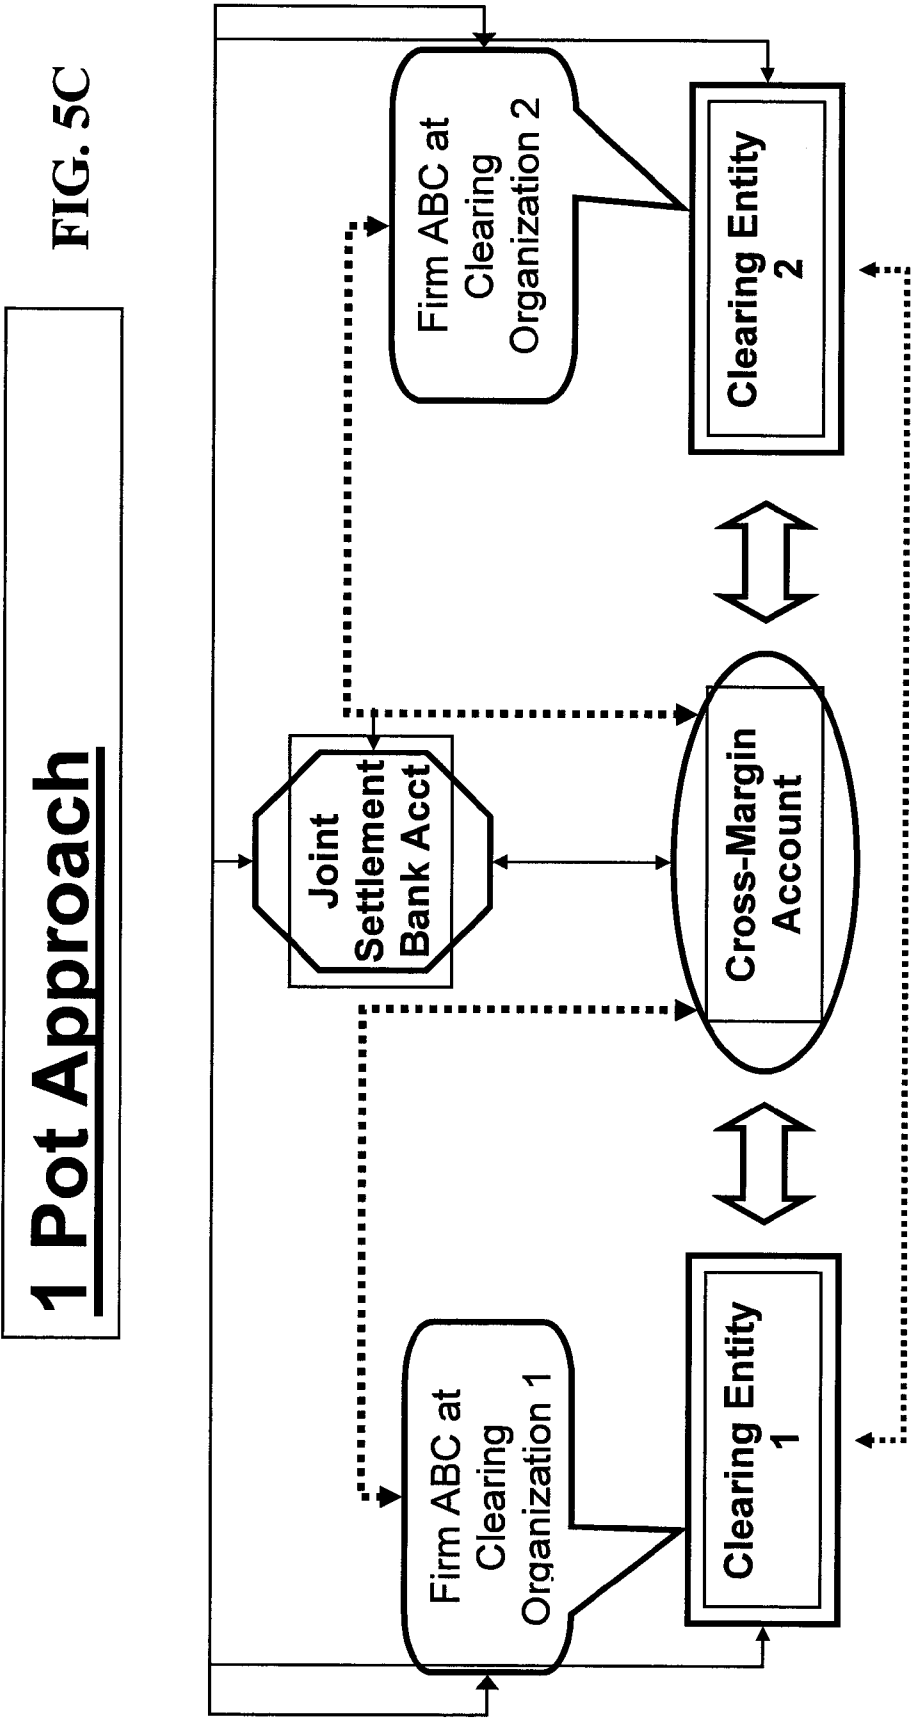 1 Pot Approach
FIG. 5C
Joint
Settlement
Bank Acct
Firm ABC at
Clearing
Organization 1
Firm ABC at
Clearing
Organization 2
Clearing Entity
1
Cross-Margin
Account
Clearing Entity
2